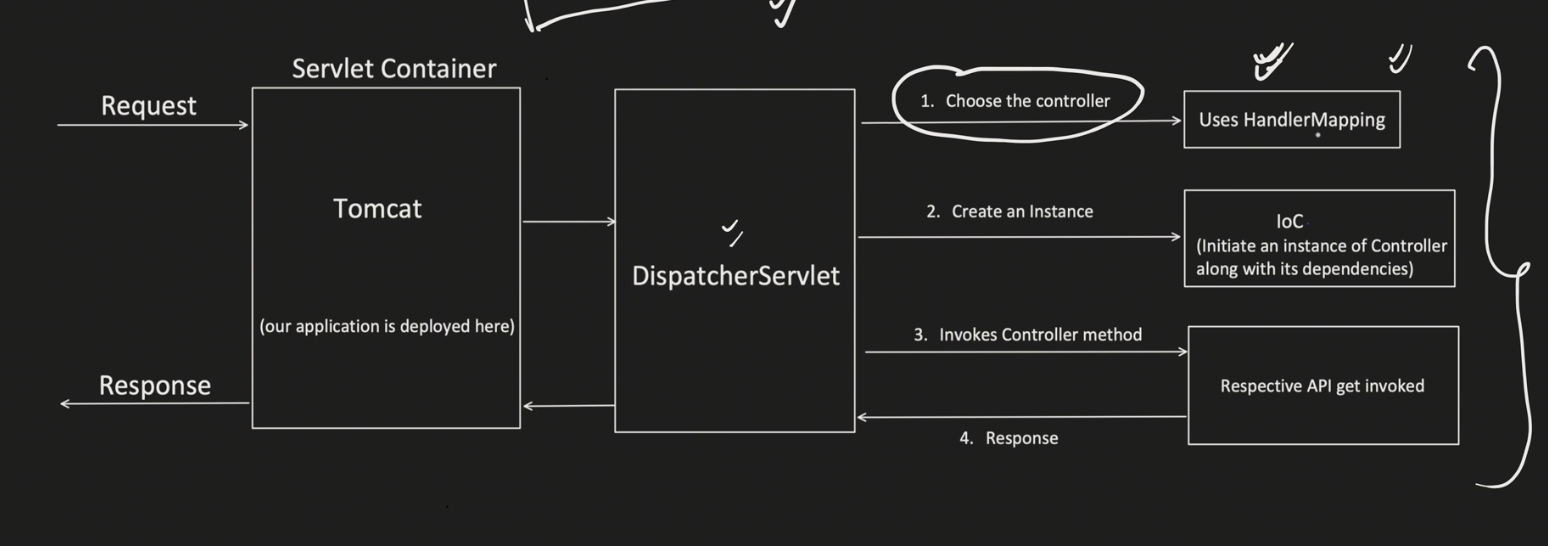 Servlet Container
Request
Tomcat
(our application is deployed here)
Response
DispatcherServlet
1. Choose the controller
Uses HandlerMapping
2. Create an Instance
IoC
(Initiate an instance of Controller
along with its dependencies)
3. Invokes Controller method
Respective API get invoked
4. Response